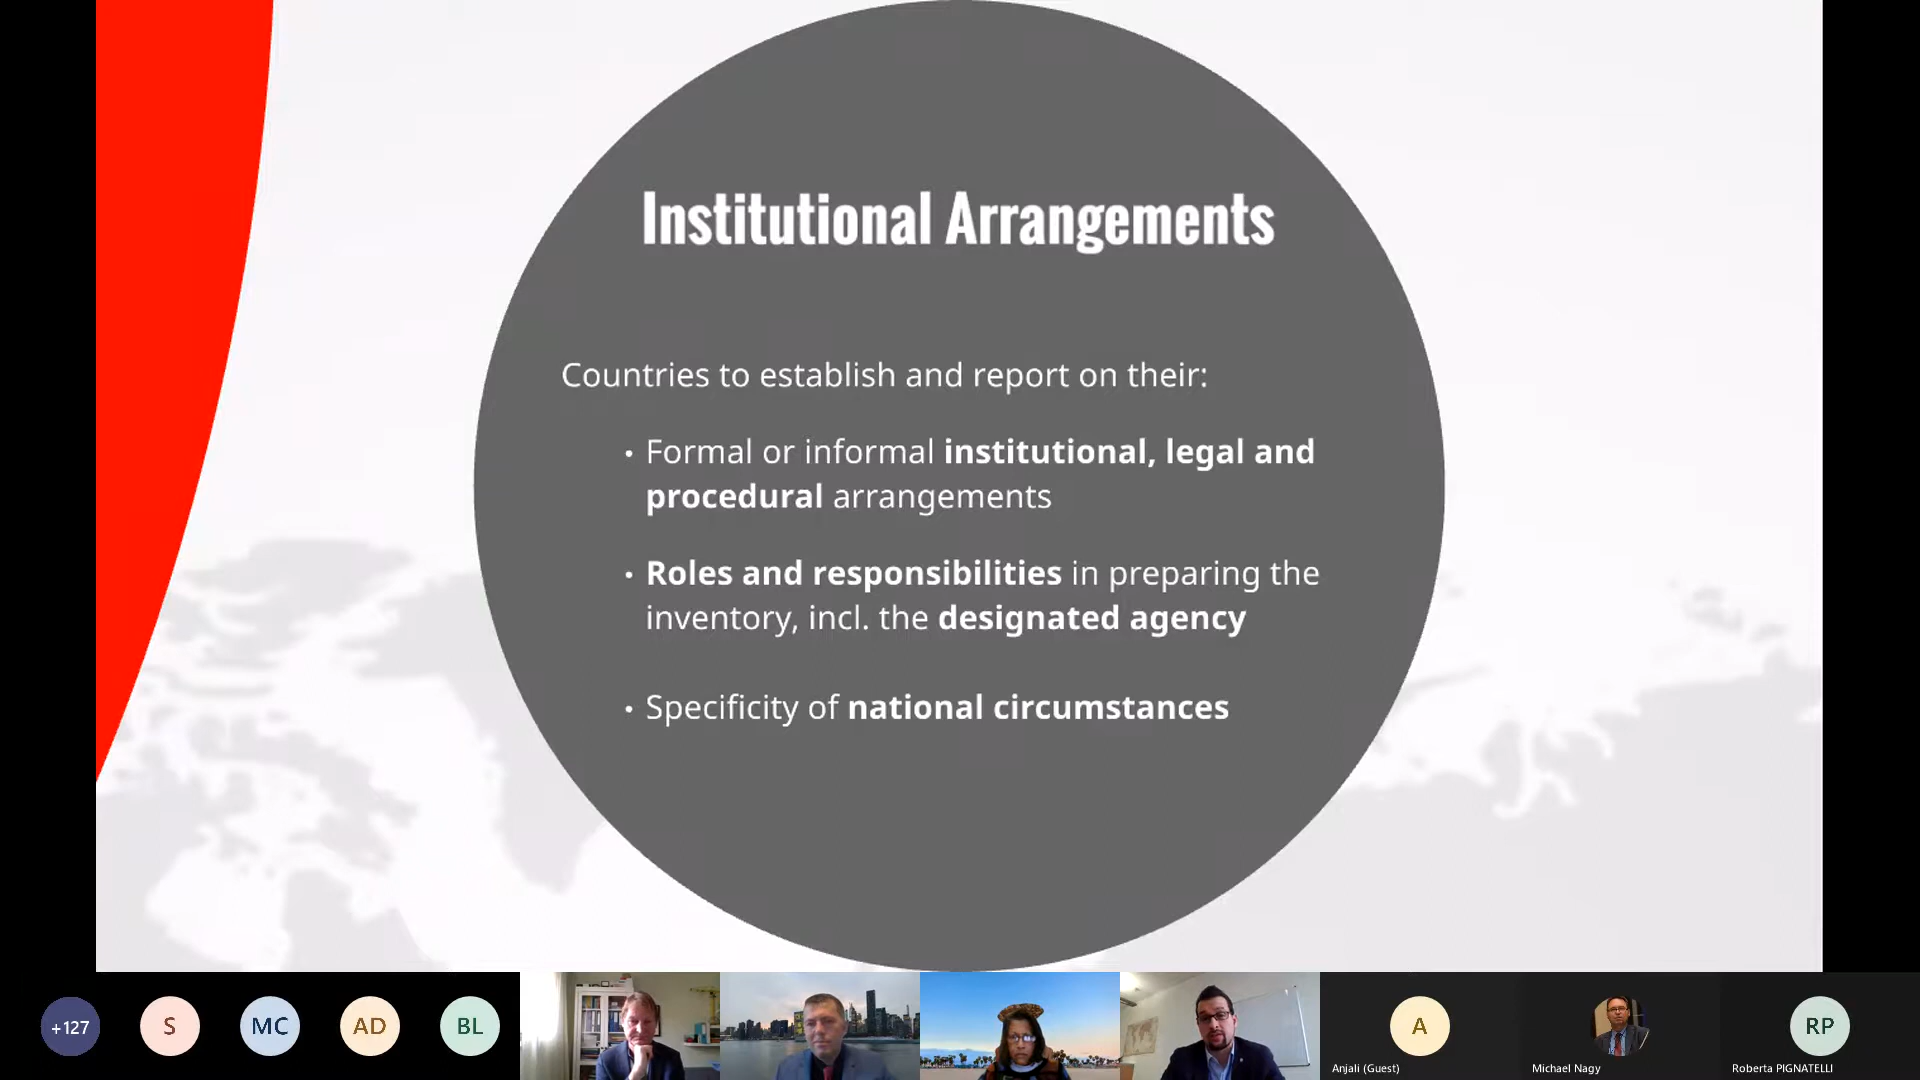 Institutional Arrangements
Countries to establish and report on their:
• Formal or informal institutional, legal and
procedural arrangements
• Roles and responsibilities in preparing the
inventory, incl. the designated agency
• Specificity of national circumstances
+127
S
MC
AD
BL
A
RP
Anjali (Guest)
Michael Nagy
Roberta PIGNATELLI